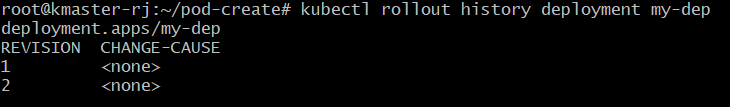 root@kmaster-rj:~/pod-create# kubectl rollout history deployment my-dep
deployment.apps/my-dep
REVISION  CHANGE-CAUSE
1         <none>
2         <none>